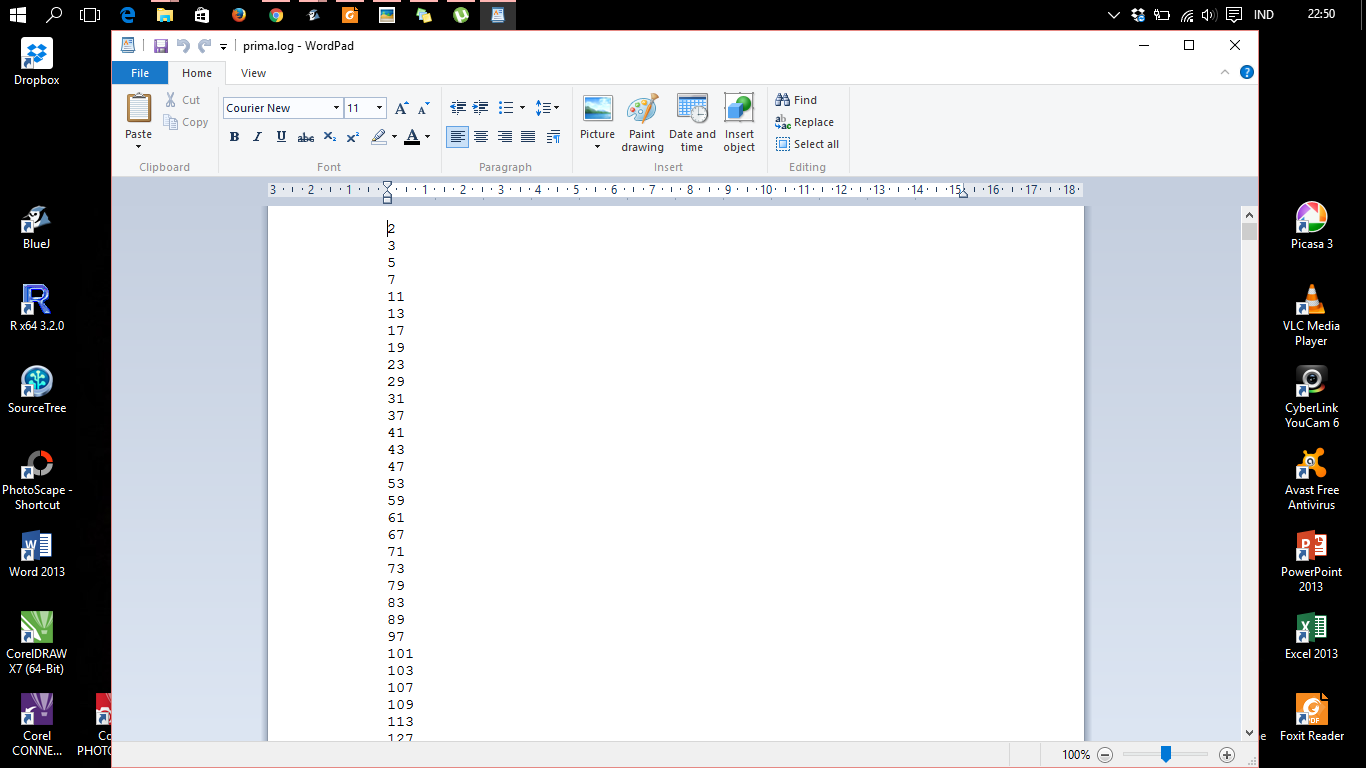 IND
22:50
prima.log - WordPad
File
Home
View
Paste
Cut
Copy
Clipboard
Courier New
11
Font
Paragraph
Picture
Paint drawing
Date and time
Insert object
Insert
Find
Replace
Select all
Editing
3 2 1 1 2 3 4 5 6 7 8 9 10 11 12 13 14 15 16 17 18
2
3
5
7
11
13
17
19
23
29
31
37
41
43
47
53
59
61
67
71
73
79
83
89
97
101
103
107
109
113
127
100%
Dropbox
BlueJ
R x64 3.2.0
SourceTree
PhotoScape -
Shortcut
Word 2013
CorelDRAW
X7 (64-Bit)
Corel
CONNE...
Co
PHOTO
Picasa 3
VLC Media
Player
CyberLink
YouCam 6
Avast Free
Antivirus
PowerPoint
2013
Excel 2013
Foxit Reader